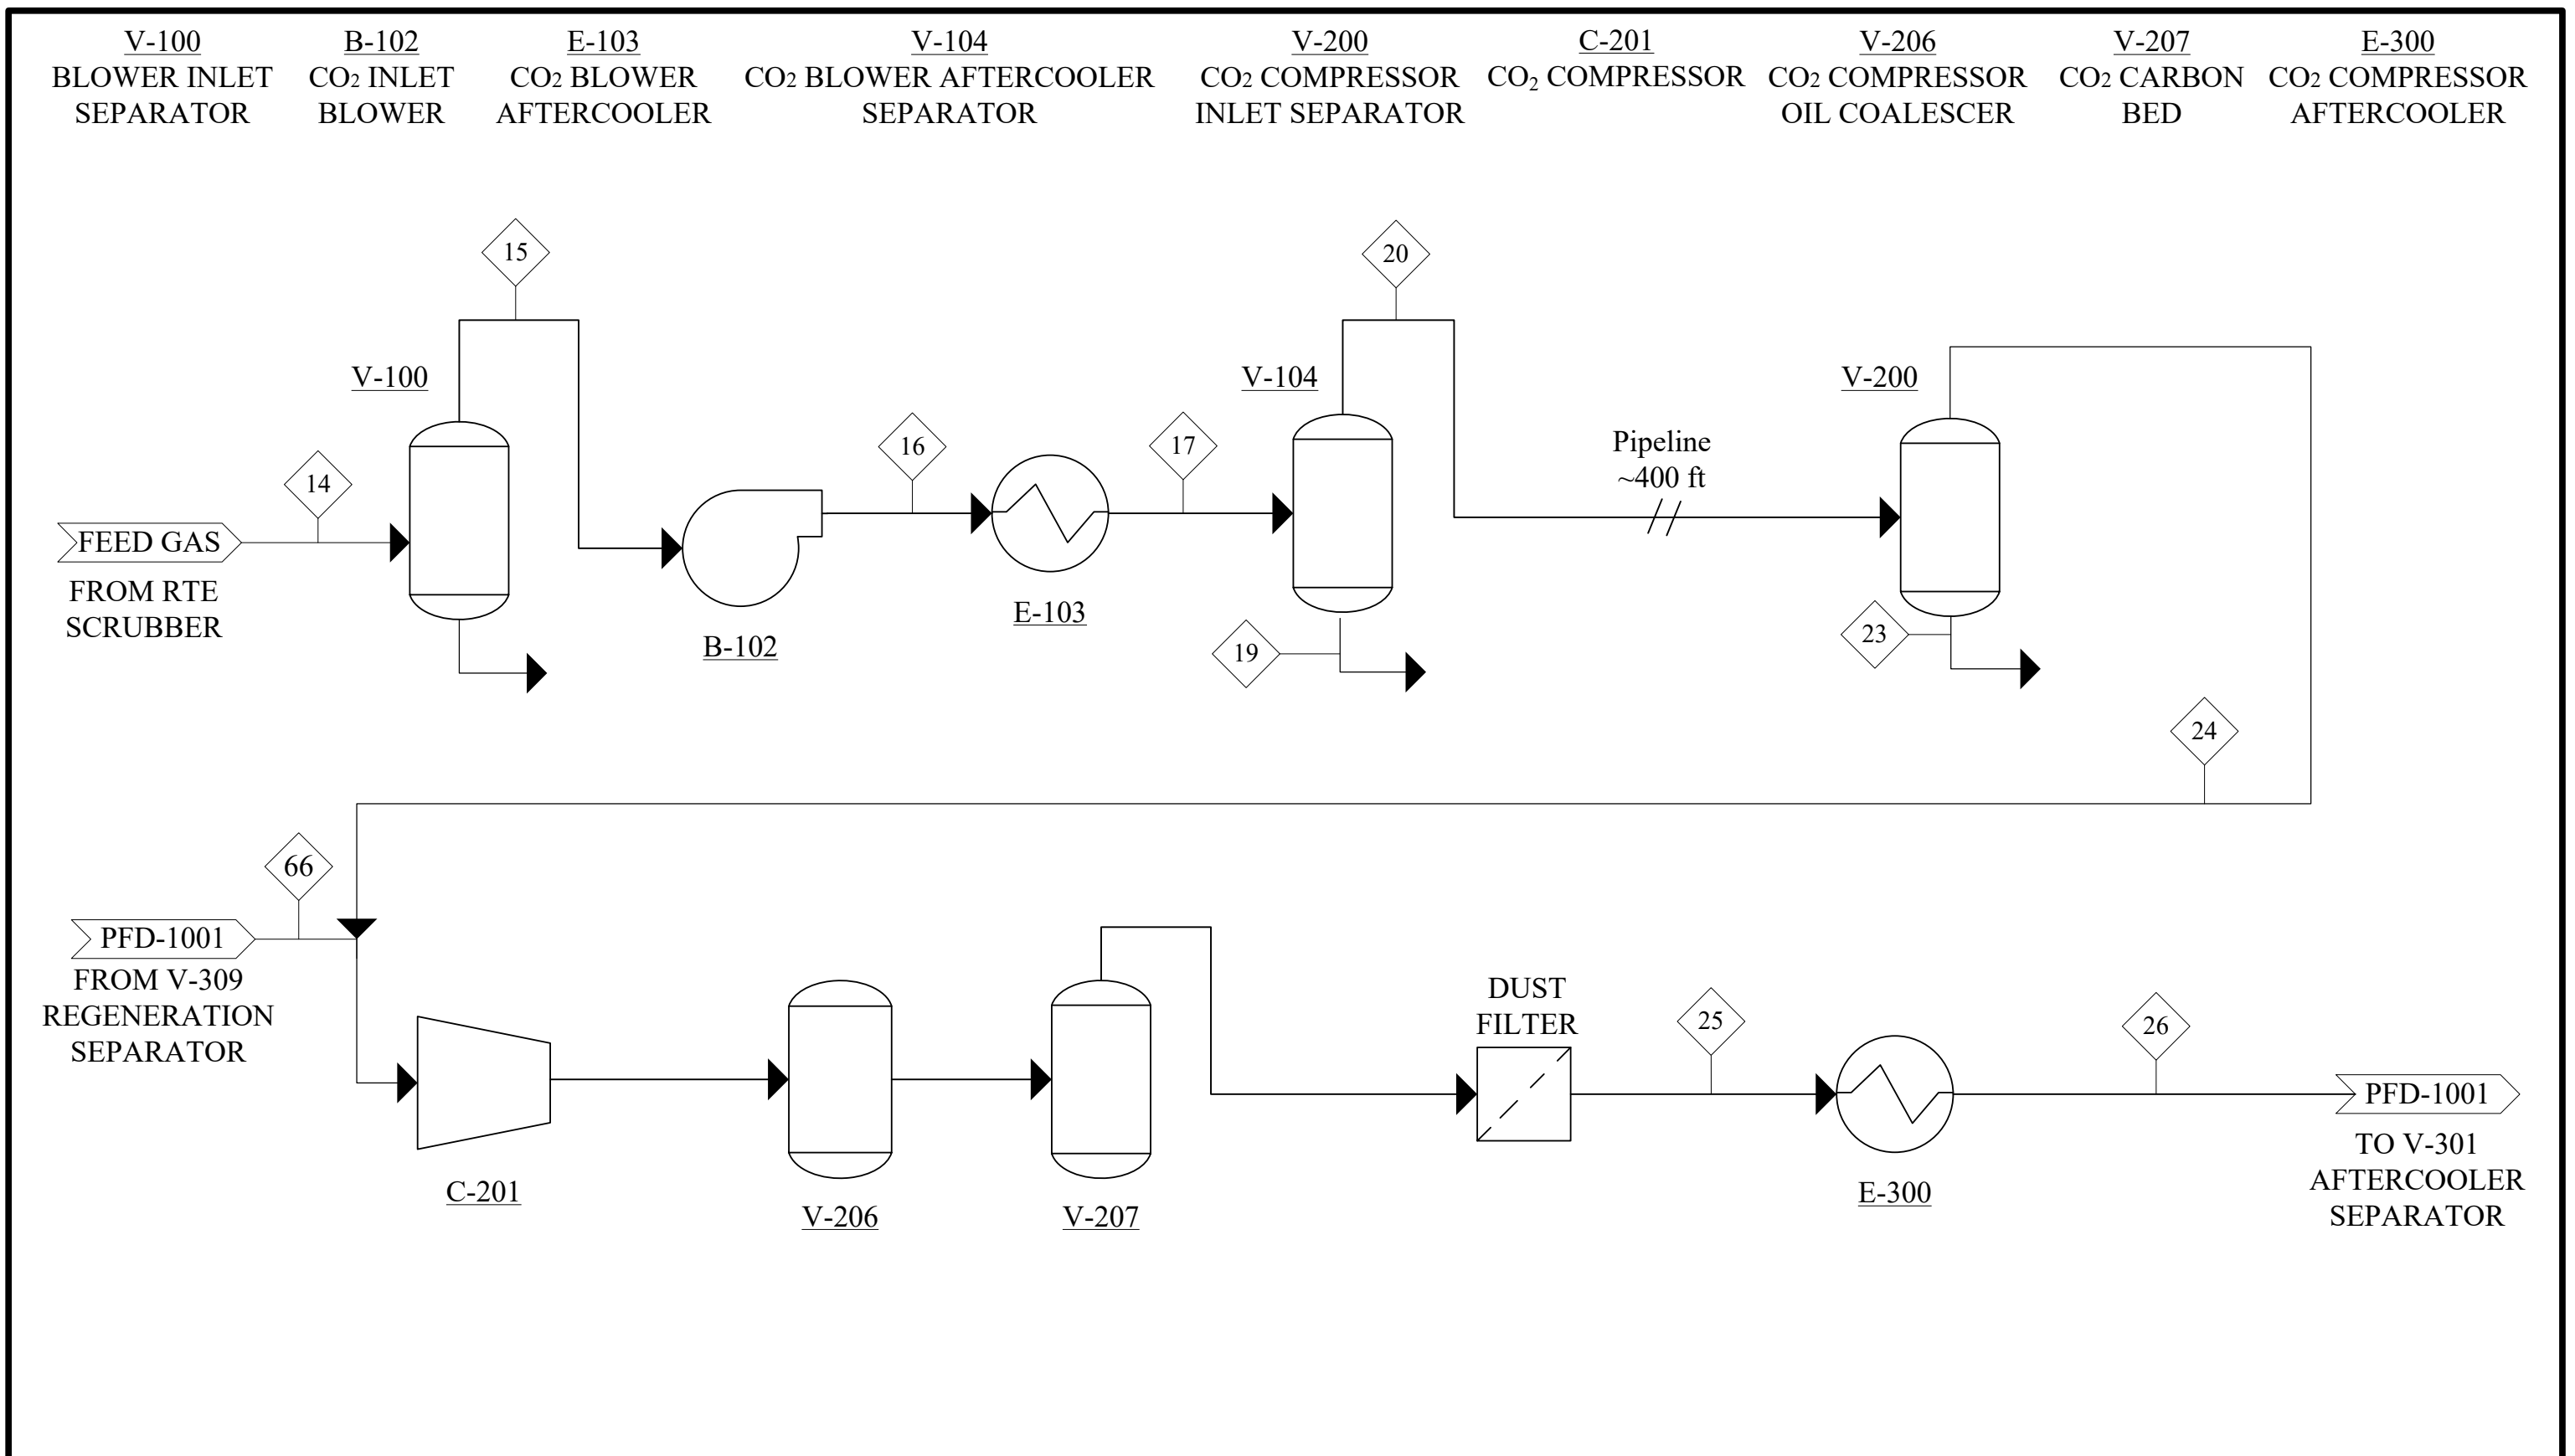 V-100
BLOWER INLET
SEPARATOR
B-102
CO2 INLET
BLOWER
E-103
CO2 BLOWER
AFTERCOOLER
V-104
CO2 BLOWER AFTERCOOLER
SEPARATOR
V-200
CO2 COMPRESSOR
INLET SEPARATOR
C-201
CO2 COMPRESSOR
V-206
CO2 COMPRESSOR
OIL COALESCER
V-207
CO2 CARBON
BED
E-300
CO2 COMPRESSOR
AFTERCOOLER
15
20
V-100
V-104
V-200
14
16
17
Pipeline
~400 ft
FEED GAS
FROM RTE
SCRUBBER
B-102
E-103
19
23
24
66
PFD-1001
FROM V-309
REGENERATION
SEPARATOR
C-201
V-206
V-207
DUST
FILTER
25
E-300
26
PFD-1001
TO V-301
AFTERCOOLER
SEPARATOR